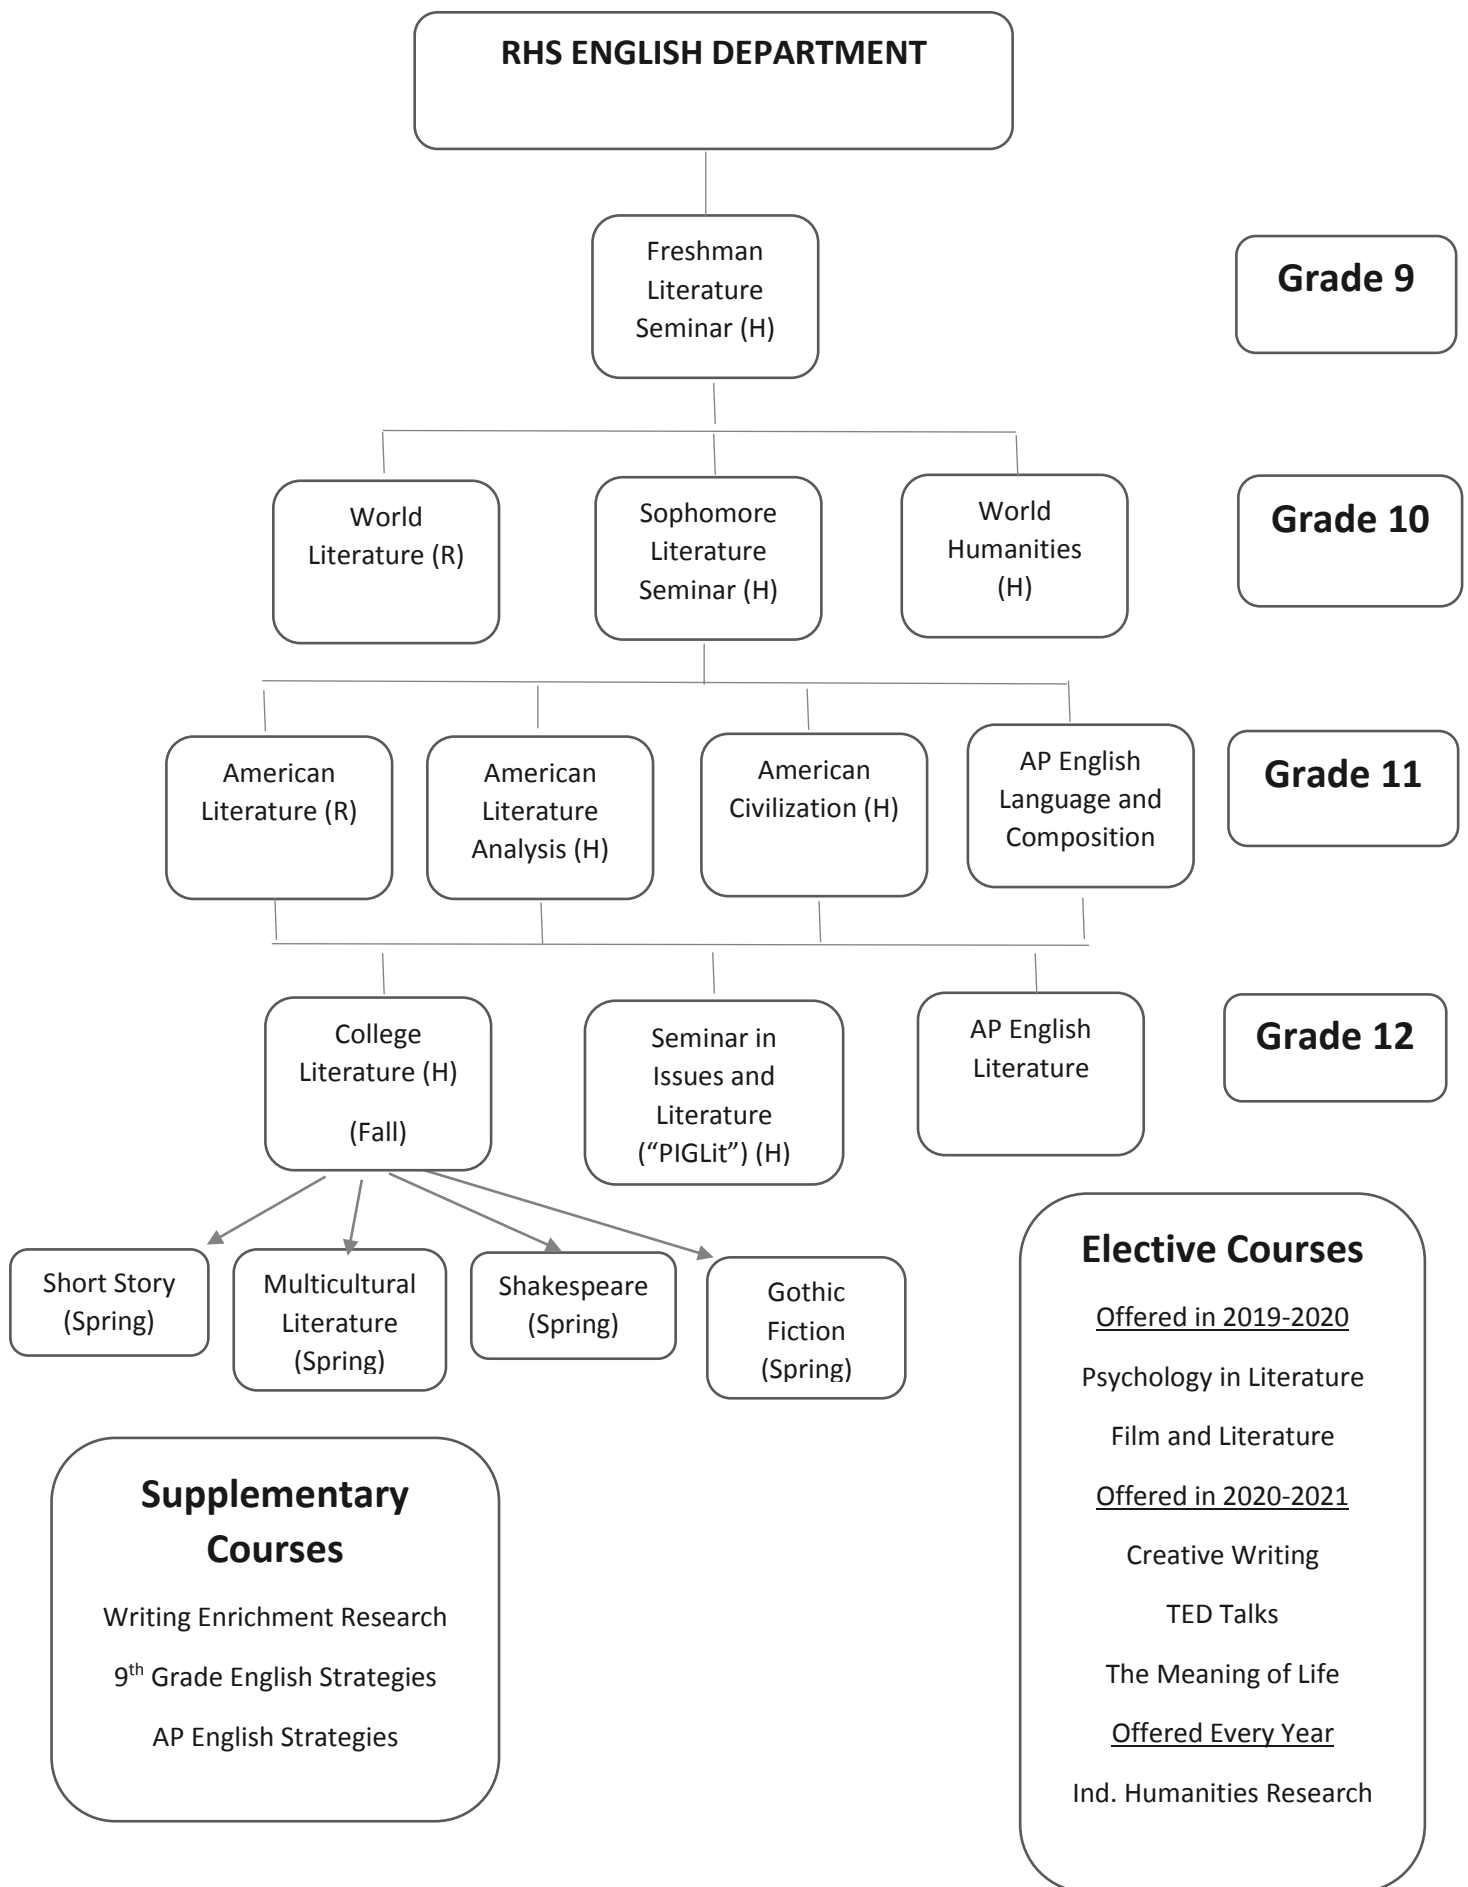 RHS ENGLISH DEPARTMENT
Freshman
Literature
Seminar (H)
Grade 9
World
Literature (R)
Sophomore
Literature
Seminar (H)
World
Humanities
(H)
Grade 10
American
Literature (R)
American
Literature
Analysis (H)
American
Civilization (H)
AP English
Language and
Composition
Grade 11
College
Literature (H)
(Fall)
Seminar in
Issues and
Literature
(“PIGLit”) (H)
AP English
Literature
Grade 12
Short Story
(Spring)
Multicultural
Literature
(Spring)
Shakespeare
(Spring)
Gothic
Fiction
(Spring)
Supplementary
Courses
Writing Enrichment Research
9th Grade English Strategies
AP English Strategies
Elective Courses
Offered in 2019-2020
Psychology in Literature
Film and Literature
Offered in 2020-2021
Creative Writing
TED Talks
The Meaning of Life
Offered Every Year
Ind. Humanities Research